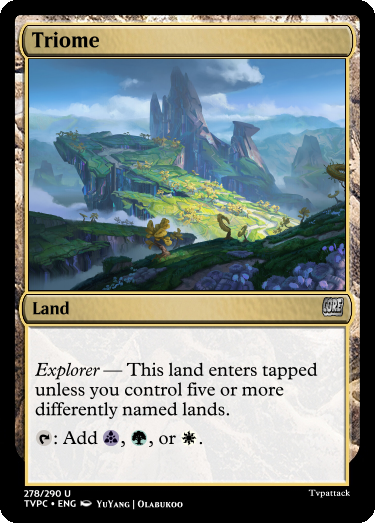 Triome
Land
CORE
Explorer — This land enters tapped
unless you control five or more
differently named lands.
: Add , , or .
278/290 U
Tvpattack
TVPC • ENG YuYang | Olabukoo